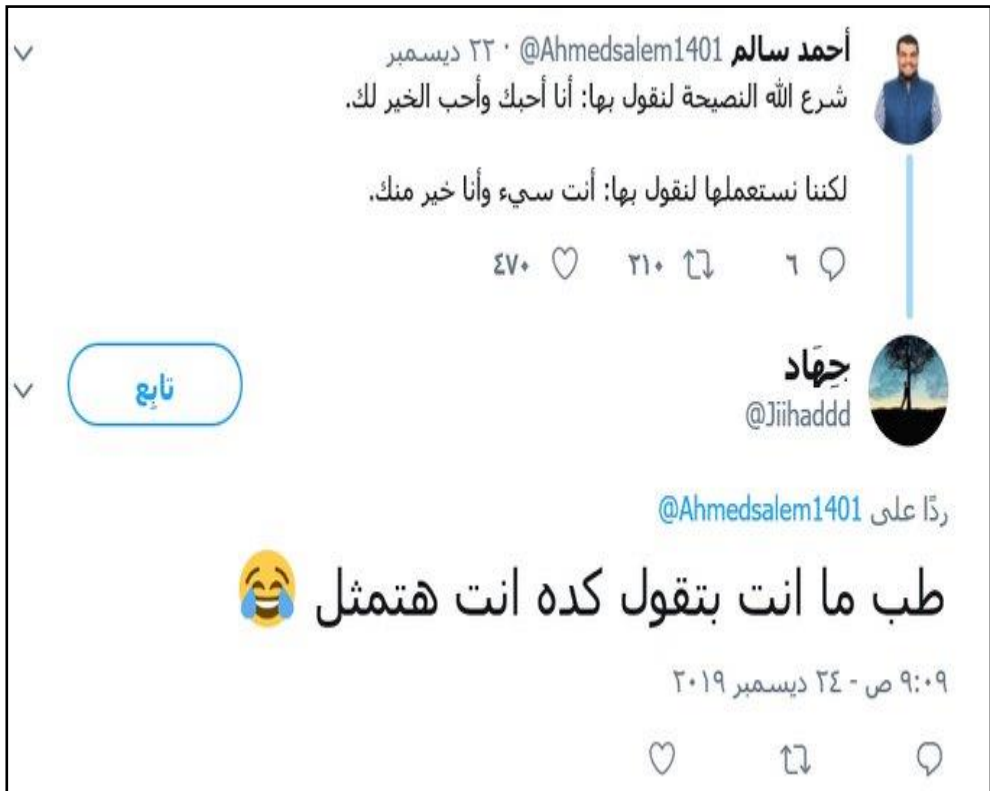 أحمد سالم @Ahmedsalem1401 · ٢٢ ديسمبر
شرع الله النصيحة لنقول بها: أنا أحبك وأحب الخير لك.
لكننا نستعملها لنقول بها: أنت سيء وأنا خير منك.
٦ ٢١٠ ٤٧٠
جِهَاد
@Jiihaddd
تابِع
ردًا على @Ahmedsalem1401
طب ما انت بتقول كده انت هتمثل 😂
٩:٠٩ ص - ٢٤ ديسمبر ٢٠١٩